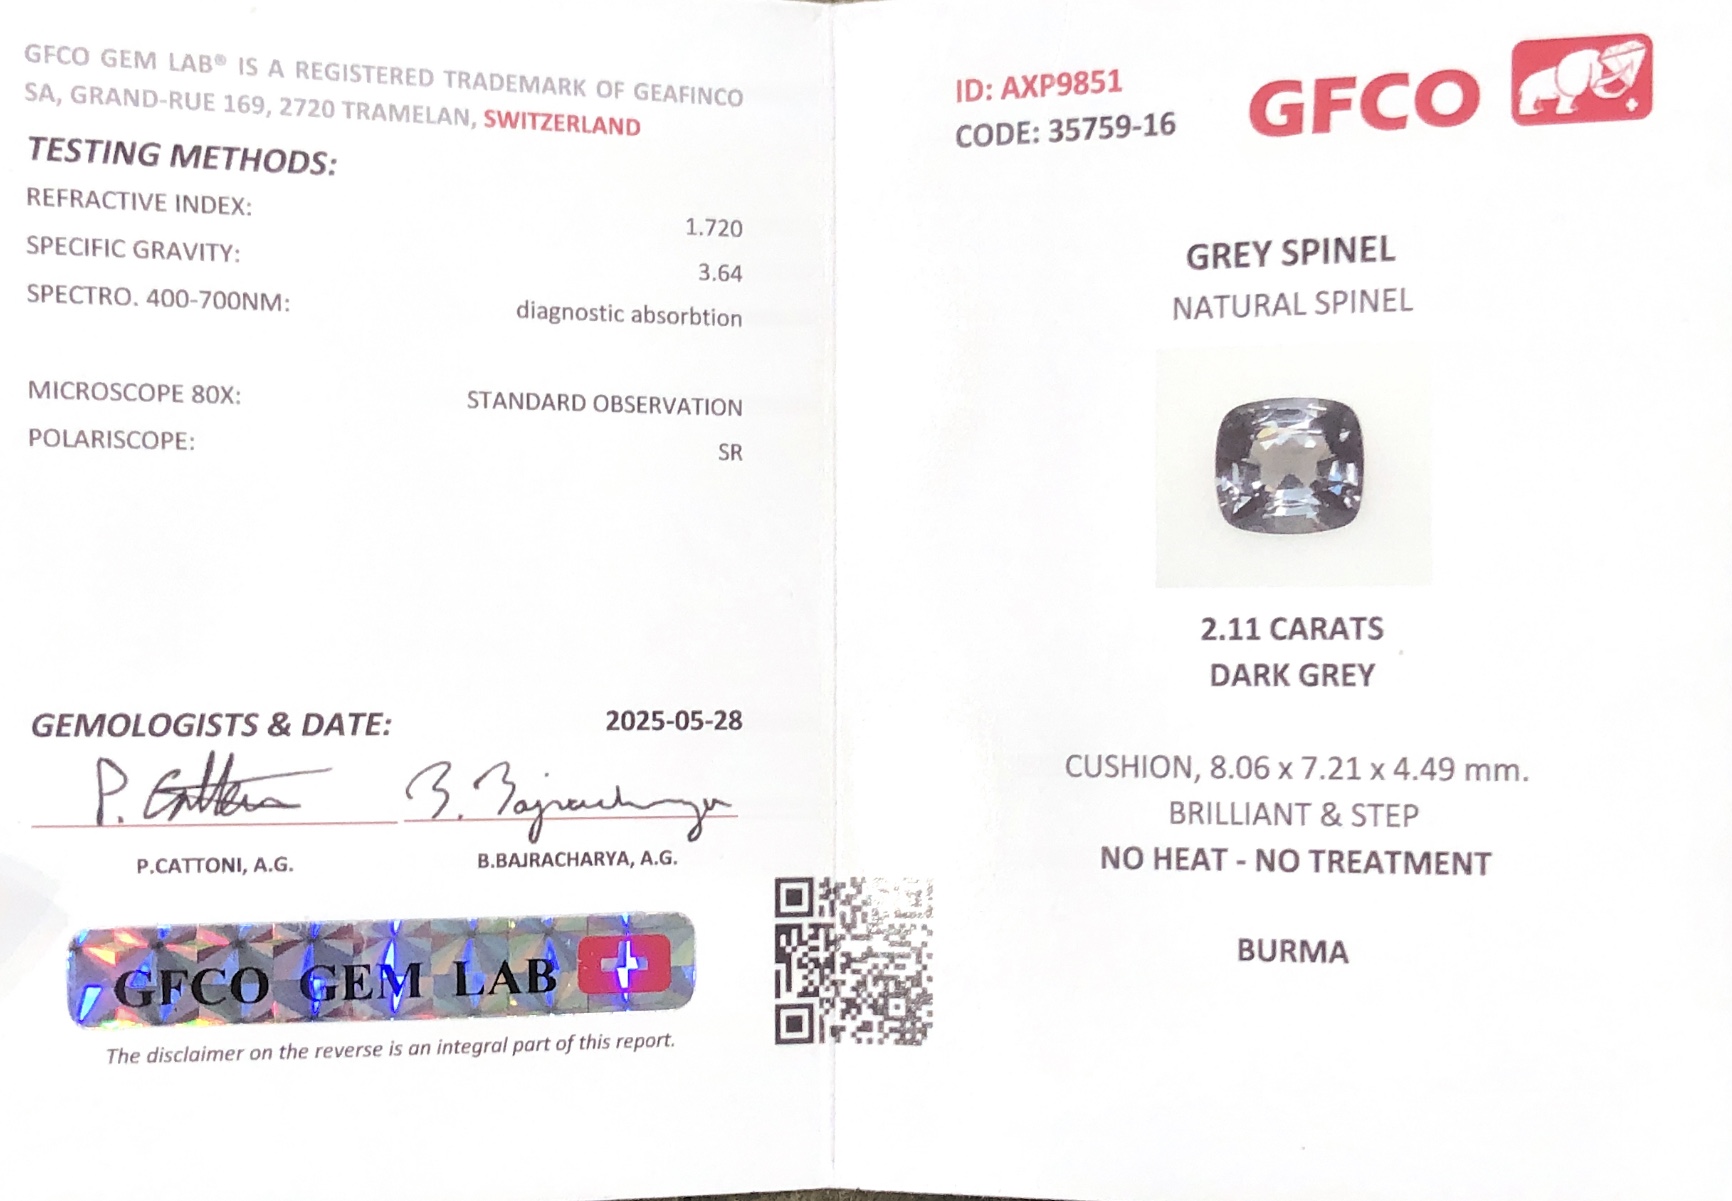 GFCO GEM LAB® IS A REGISTERED TRADEMARK OF GEAFINCO
SA, GRAND-RUE 169, 2720 TRAMELAN, SWITZERLAND
TESTING METHODS:
REFRACTIVE INDEX: 1.720
SPECIFIC GRAVITY: 3.64
SPECTRO. 400-700NM: diagnostic absorbtion
MICROSCOPE 80X: STANDARD OBSERVATION
POLARISCOPE: SR
GEMOLOGISTS & DATE: 2025-05-28
P. Cattoni B. Bajracharya
P.CATTONI, A.G. B.BAJRACHARYA, A.G.
GFCO GEM LAB
The disclaimer on the reverse is an integral part of this report.
ID: AXP9851
CODE: 35759-16
GFCO
GREY SPINEL
NATURAL SPINEL
2.11 CARATS
DARK GREY
CUSHION, 8.06 x 7.21 x 4.49 mm.
BRILLIANT & STEP
NO HEAT - NO TREATMENT
BURMA